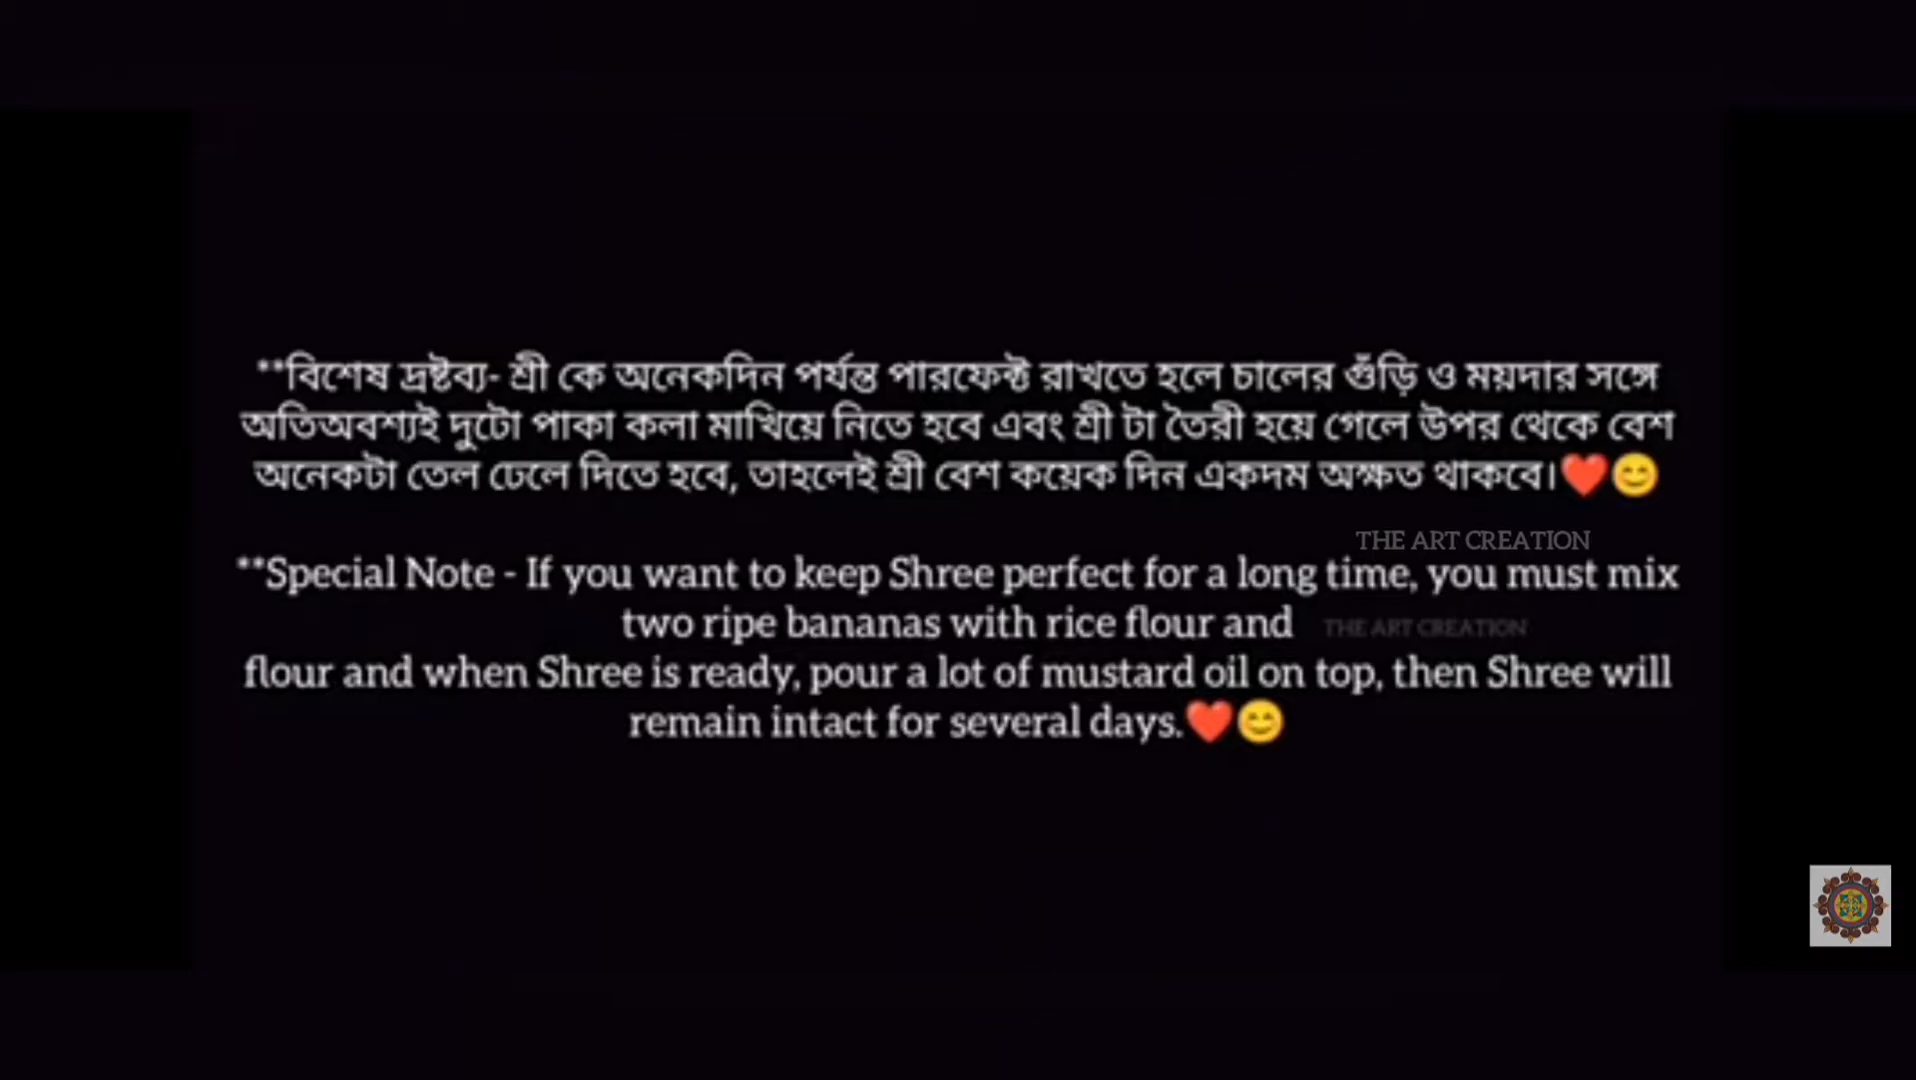 **বিশেষ দ্রষ্টব্য- শ্রী কে অনেকদিন পর্যন্ত পারফেক্ট রাখতে হলে চালের গুঁড়ি ও ময়দার সঙ্গে
অতিঅবশ্যই দুটো পাকা কলা মাখিয়ে নিতে হবে এবং শ্রী টা তৈরী হয়ে গেলে উপর থেকে বেশ
অনেকটা তেল ঢেলে দিতে হবে, তাহলেই শ্রী বেশ কয়েক দিন একদম অক্ষত থাকবে।❤️😊
THE ART CREATION
**Special Note - If you want to keep Shree perfect for a long time, you must mix
two ripe bananas with rice flour and
THE ART CREATION
flour and when Shree is ready, pour a lot of mustard oil on top, then Shree will
remain intact for several days.❤️😊